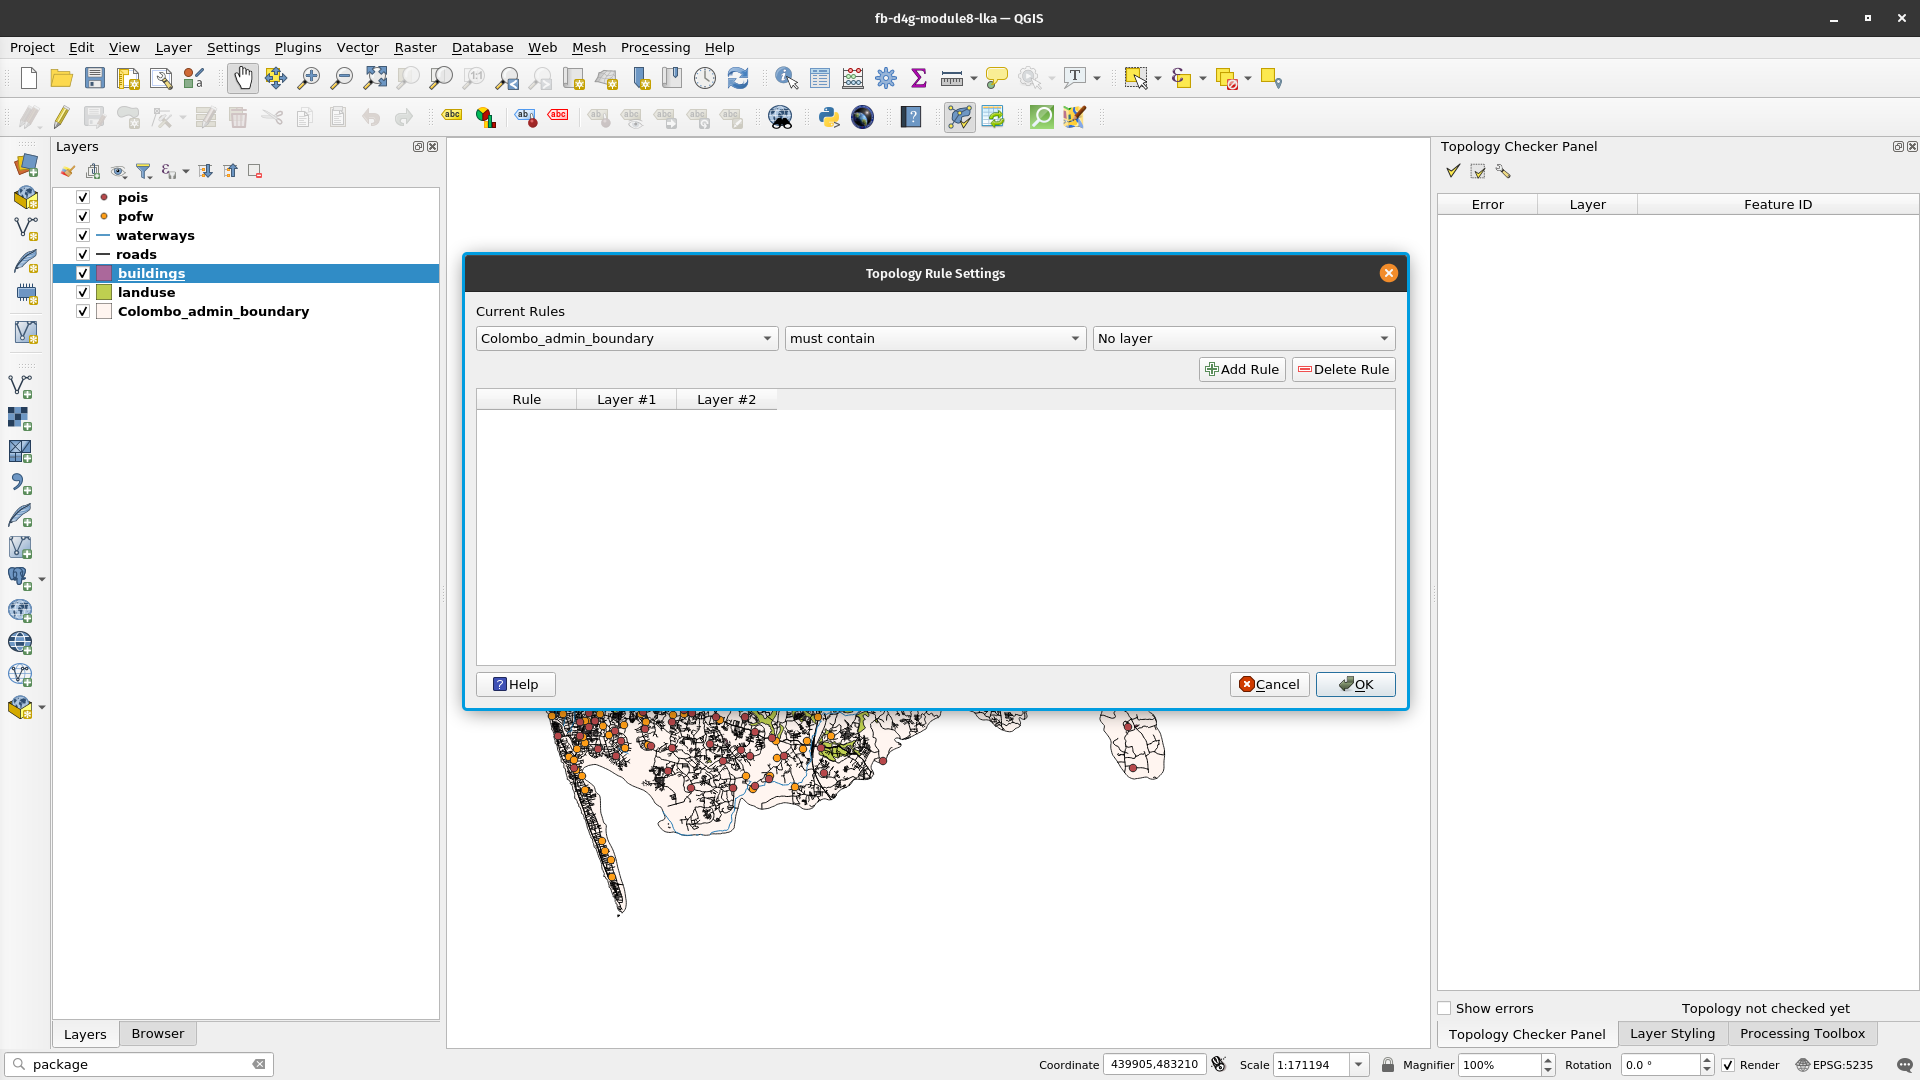 fb-d4g-module8-lka — QGIS
Project Edit View Layer Settings Plugins Vector Raster Database Web Mesh Processing Help
Layers
pois
pofw
waterways
roads
buildings
landuse
Colombo_admin_boundary
Layers Browser
package
Topology Rule Settings
Current Rules
Colombo_admin_boundary must contain No layer
Add Rule Delete Rule
Rule Layer #1 Layer #2
Help Cancel OK
Topology Checker Panel
Error Layer Feature ID
Show errors Topology not checked yet
Topology Checker Panel Layer Styling Processing Toolbox
Coordinate 439905,483210 Scale 1:171194 Magnifier 100% Rotation 0.0 ° Render EPSG:5235